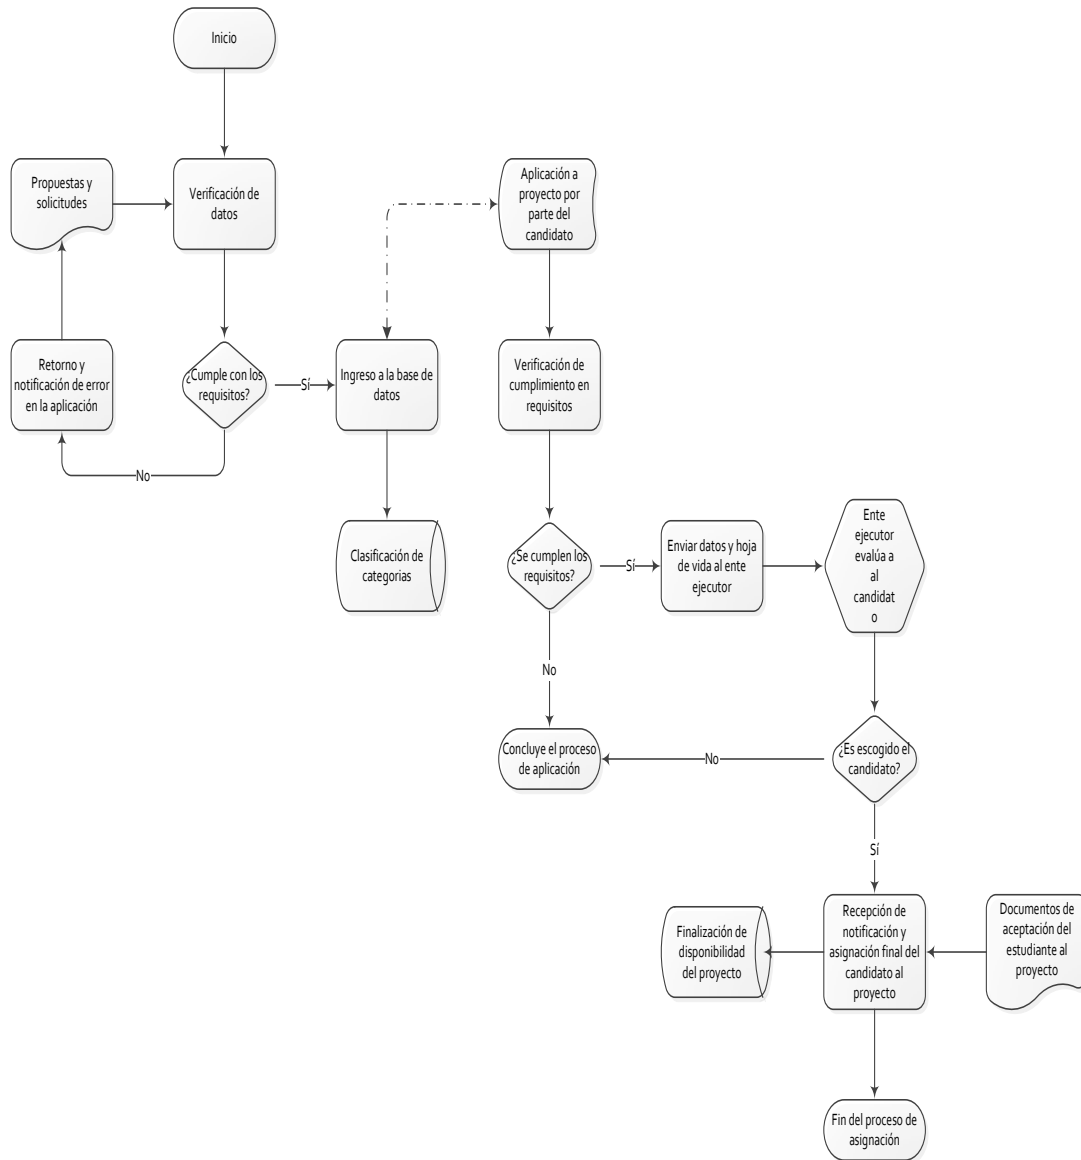 Inicio
Propuestas y
solicitudes
Verificación de
datos
Aplicación a
proyecto por
parte del
candidato
Retorno y
notificación de error
en la aplicación
¿Cumple con los
requisitos?
Sí
Ingreso a la base de
datos
Verificación de
cumplimiento en
requisitos
No
Clasificación de
categorias
¿Se cumplen los
requisitos?
Sí
Enviar datos y hoja
de vida al ente
ejecutor
Ente
ejecutor
evalúa a
al
candidat
o
No
Concluye el proceso
de aplicación
No
¿Es escogido el
candidato?
Sí
Finalización de
disponibilidad
del proyecto
Recepción de
notificación y
asignación final del
candidato al
proyecto
Documentos de
aceptación del
estudiante al
proyecto
Fin del proceso de
asignación